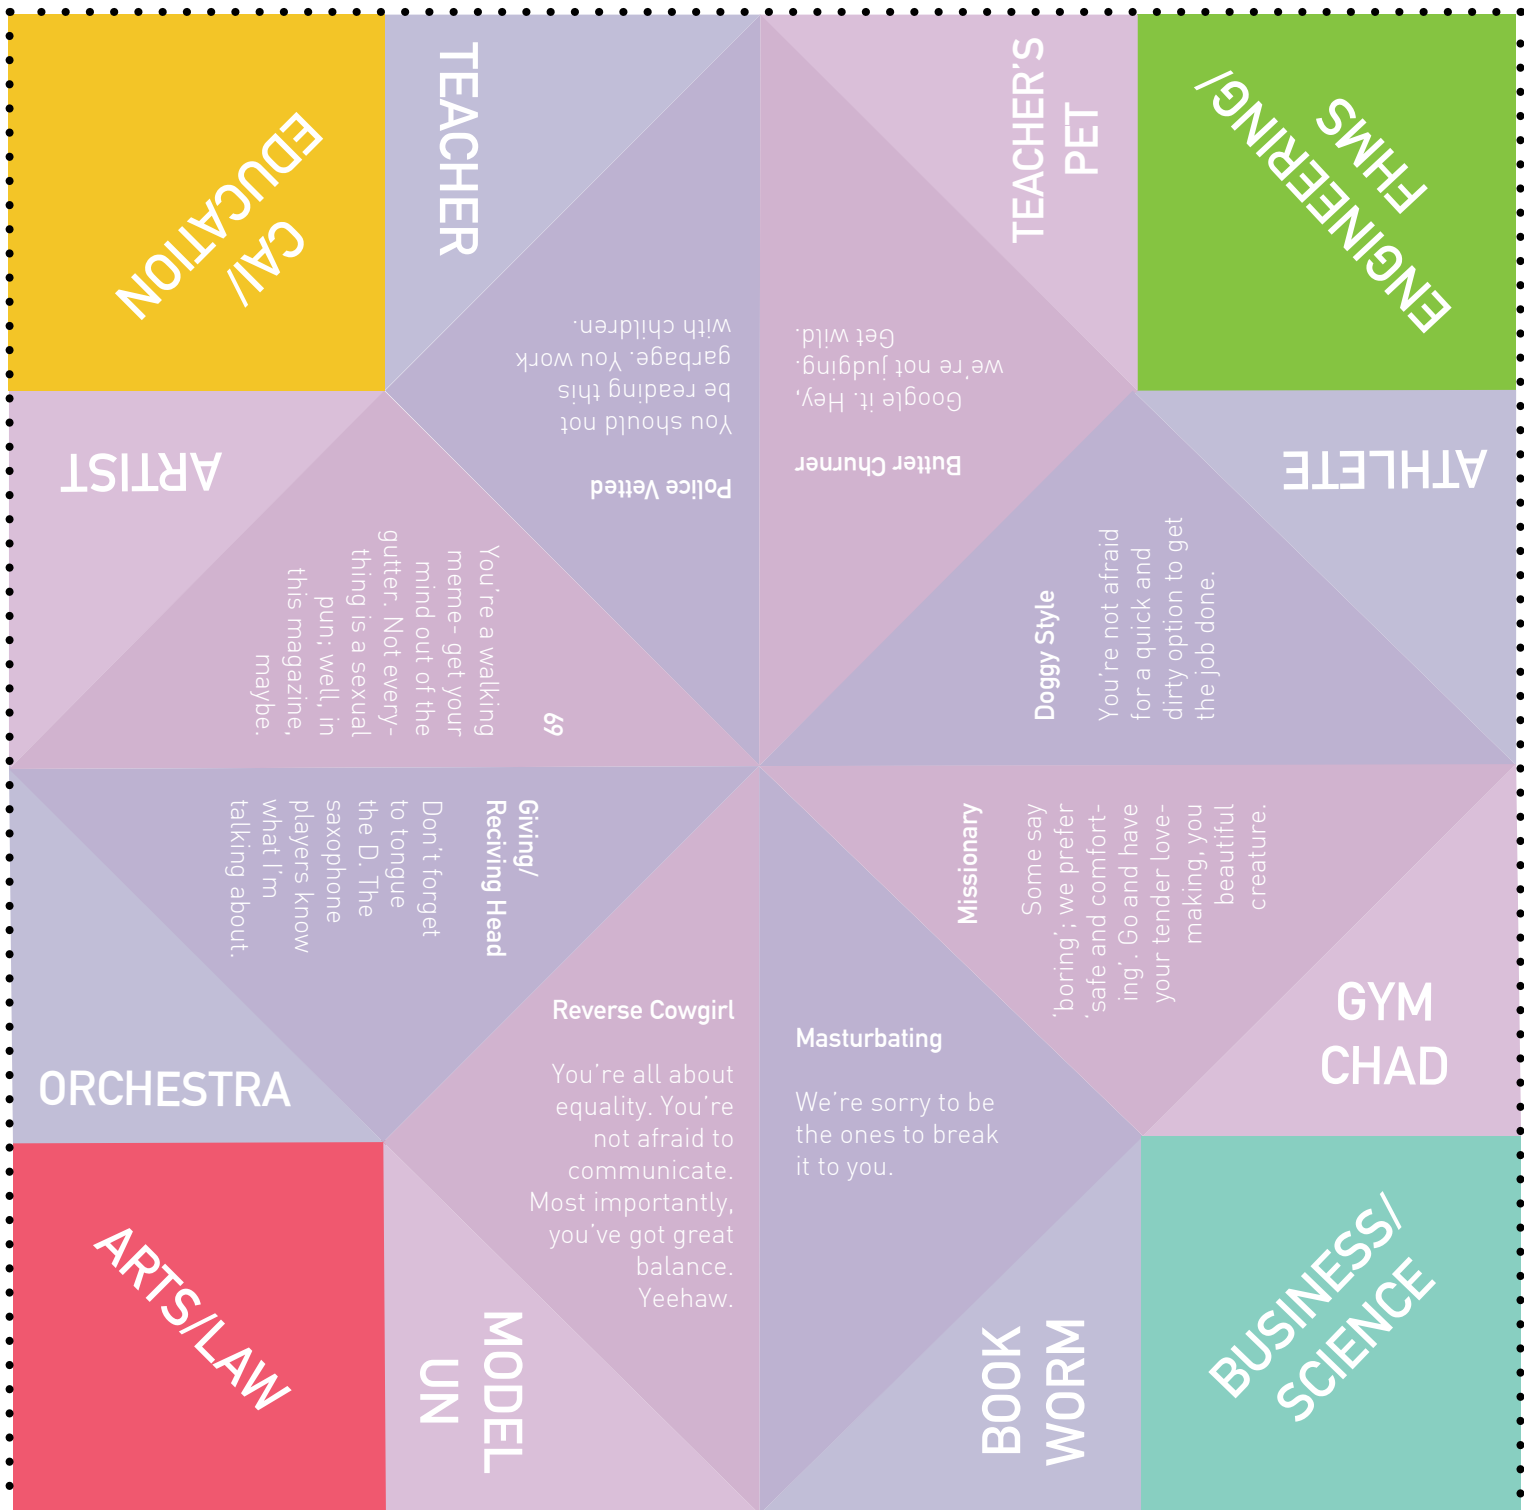 CAI/
EDUCATION
TEACHER
TEACHER'S
PET
ENGINEERING/
FHMS
Police Vetted
You should not
be reading this
garbage. You work
with children.
Butter Churner
Google it. Hey,
we're not judging.
Get wild.
ARTIST
69
You're a walking
meme- get your
mind out of the
gutter. Not every-
thing is a sexual
pun; well, in
this magazine,
maybe.
Doggy Style
You're not afraid
for a quick and
dirty option to get
the job done.
ATHLETE
Giving/
Reciving Head
Don't forget
to tongue
the D. The
saxophone
players know
what I'm
talking about.
ORCHESTRA
Missionary
Some say
'boring'; we prefer
'safe and comfort-
ing'. Go and have
your tender love-
making, you
beautiful
creature.
GYM
CHAD
Reverse Cowgirl
You're all about
equality. You're
not afraid to
communicate.
Most importantly,
you've got great
balance.
Yeehaw.
Masturbating
We're sorry to be
the ones to break
it to you.
ARTS/LAW
MODEL
UN
BOOK
WORM
BUSINESS/
SCIENCE